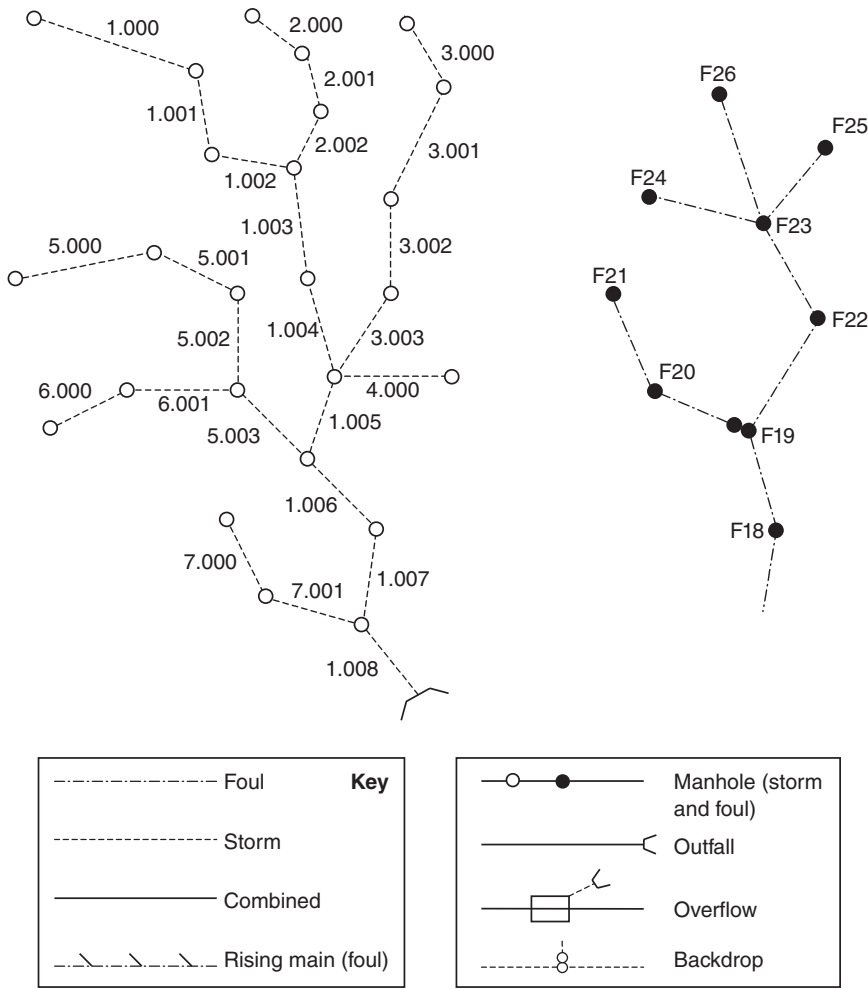 1.000
2.000
3.000
2.001
1.001
2.002
3.001
1.002
1.003
3.002
5.000
5.001
5.002
1.004
3.003
6.000
6.001
4.000
5.003
1.005
1.006
7.000
7.001
1.007
1.008
F26
F25
F24
F23
F21
F22
F20
F19
F18
Foul
Key
Storm
Combined
Rising main (foul)
Manhole (storm
and foul)
Outfall
Overflow
Backdrop